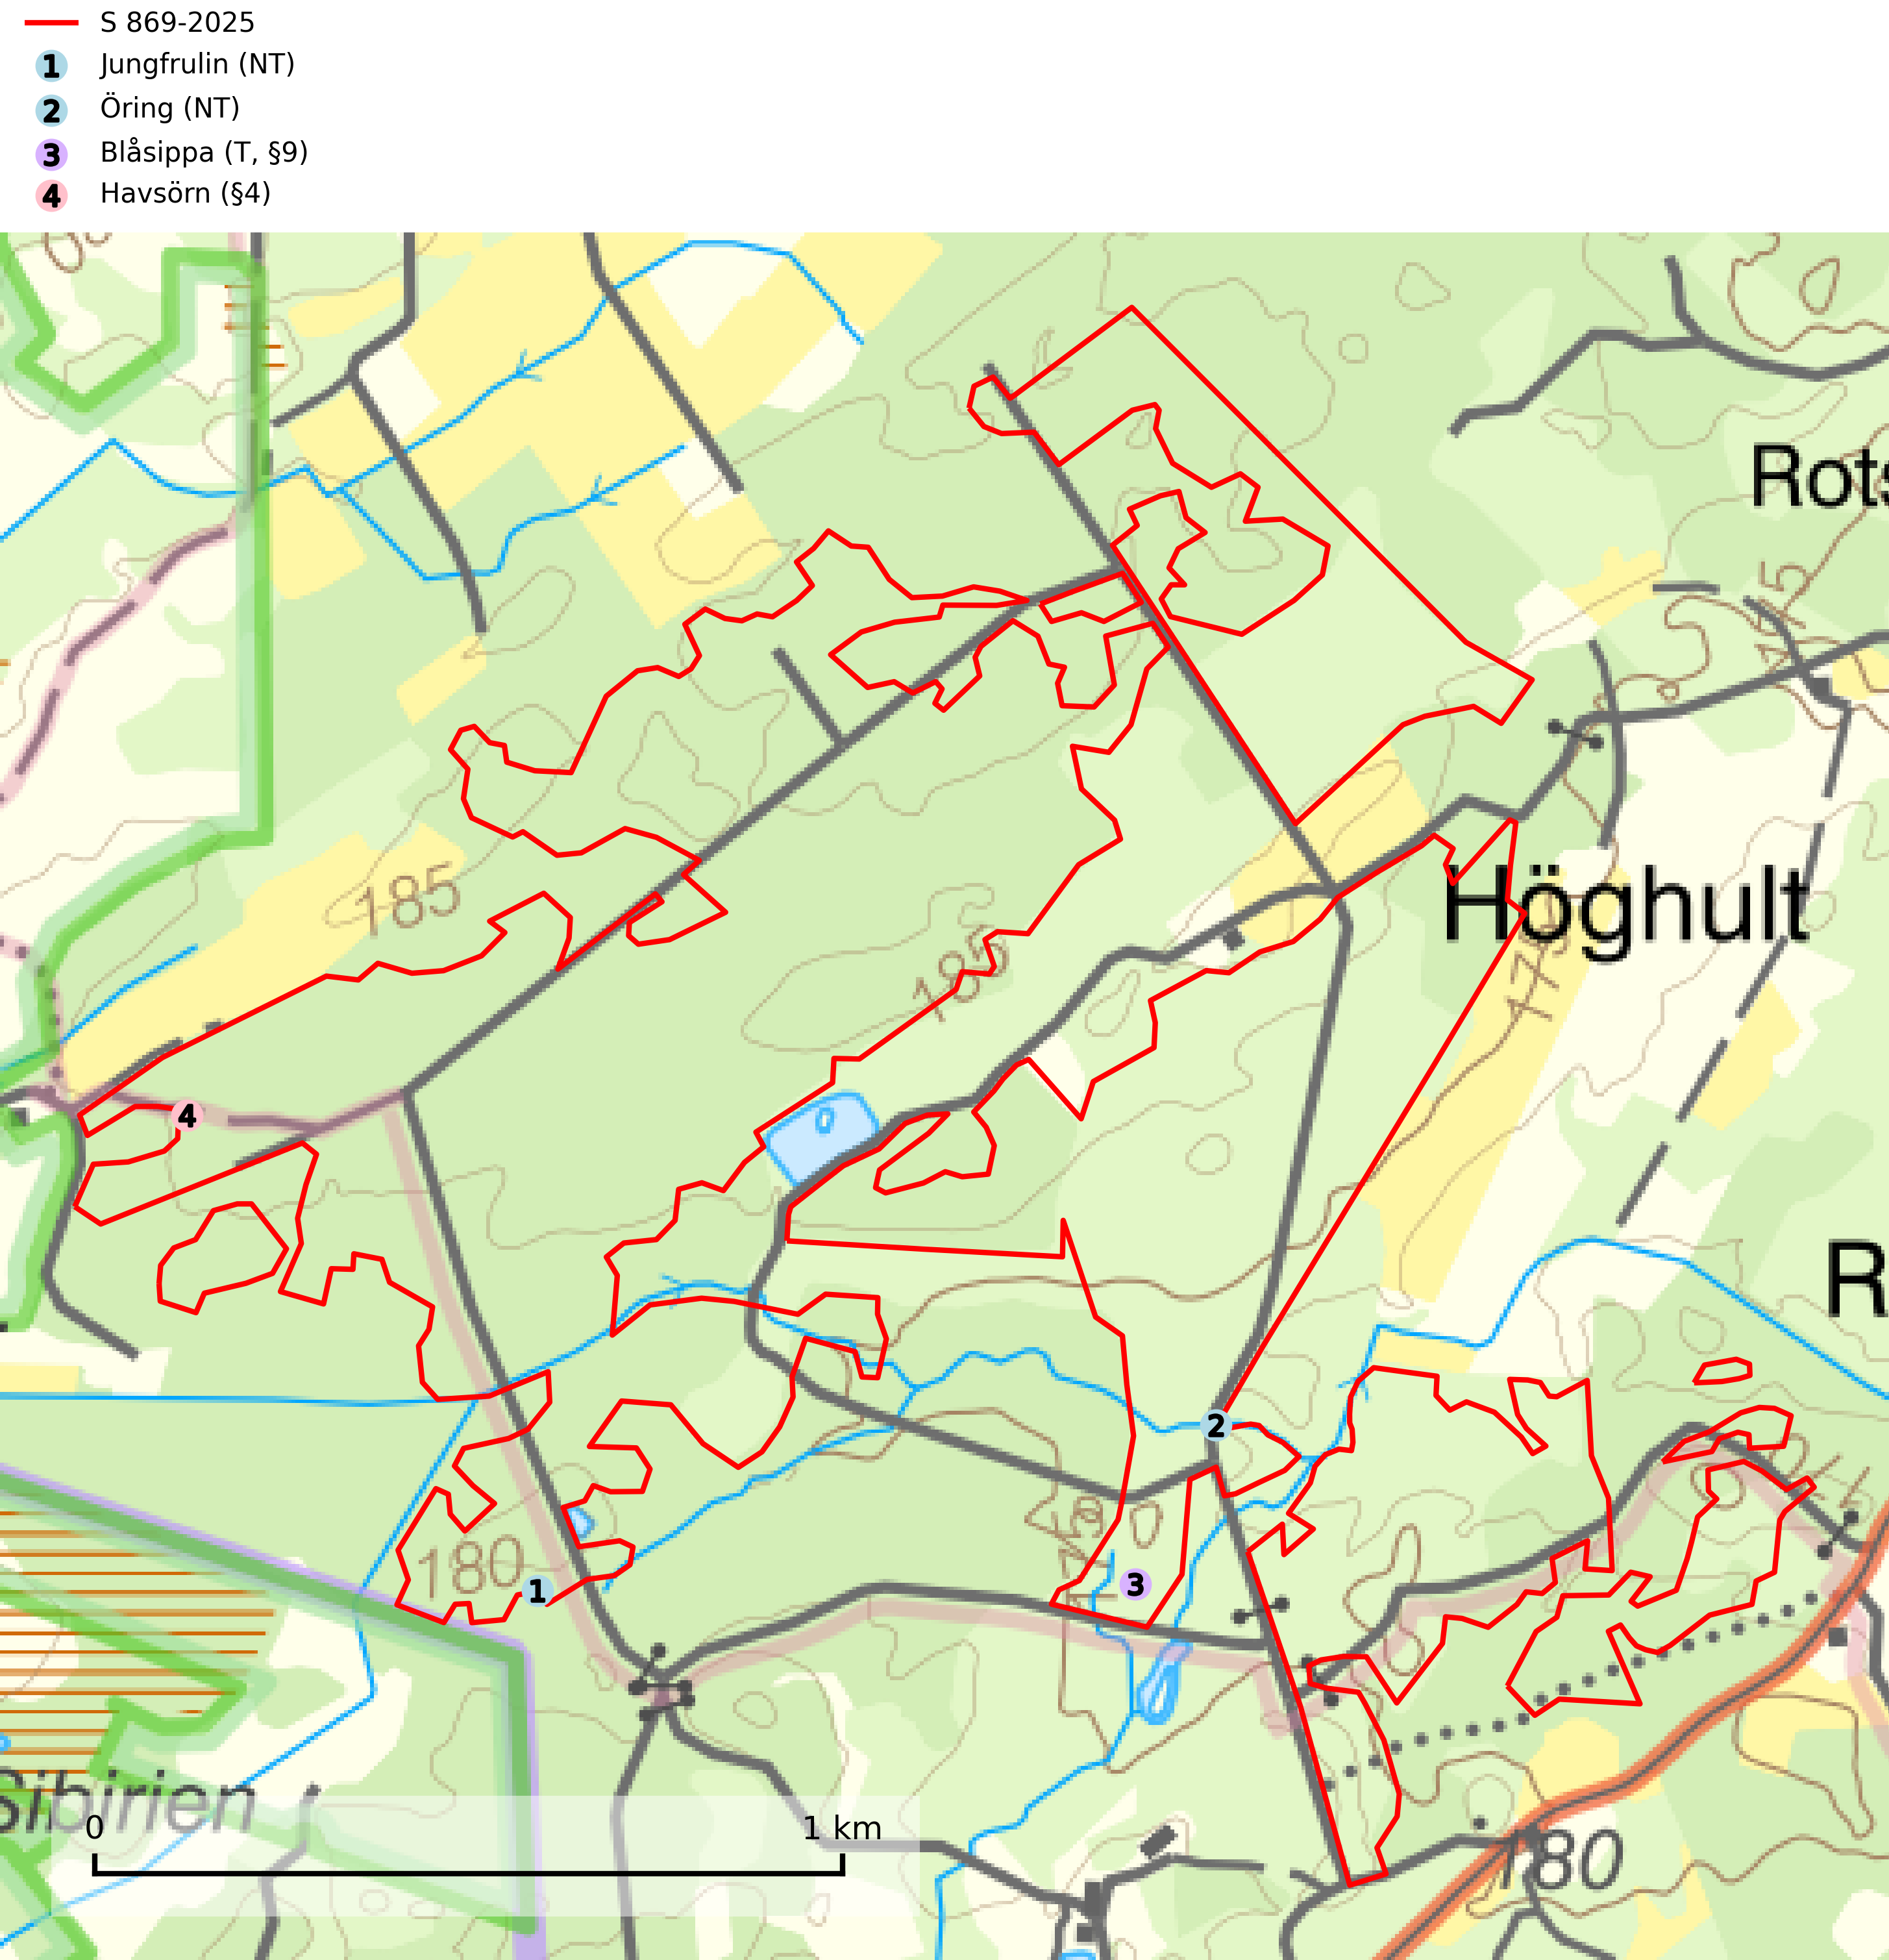 S 869-2025
1 Jungfrulin (NT)
2 Öring (NT)
3 Blåsippa (T, §9)
4 Havsörn (§4)
Rots
185
Höghult
185
175
4
R
2
180
1
3
Sibirien
0 1 km
180